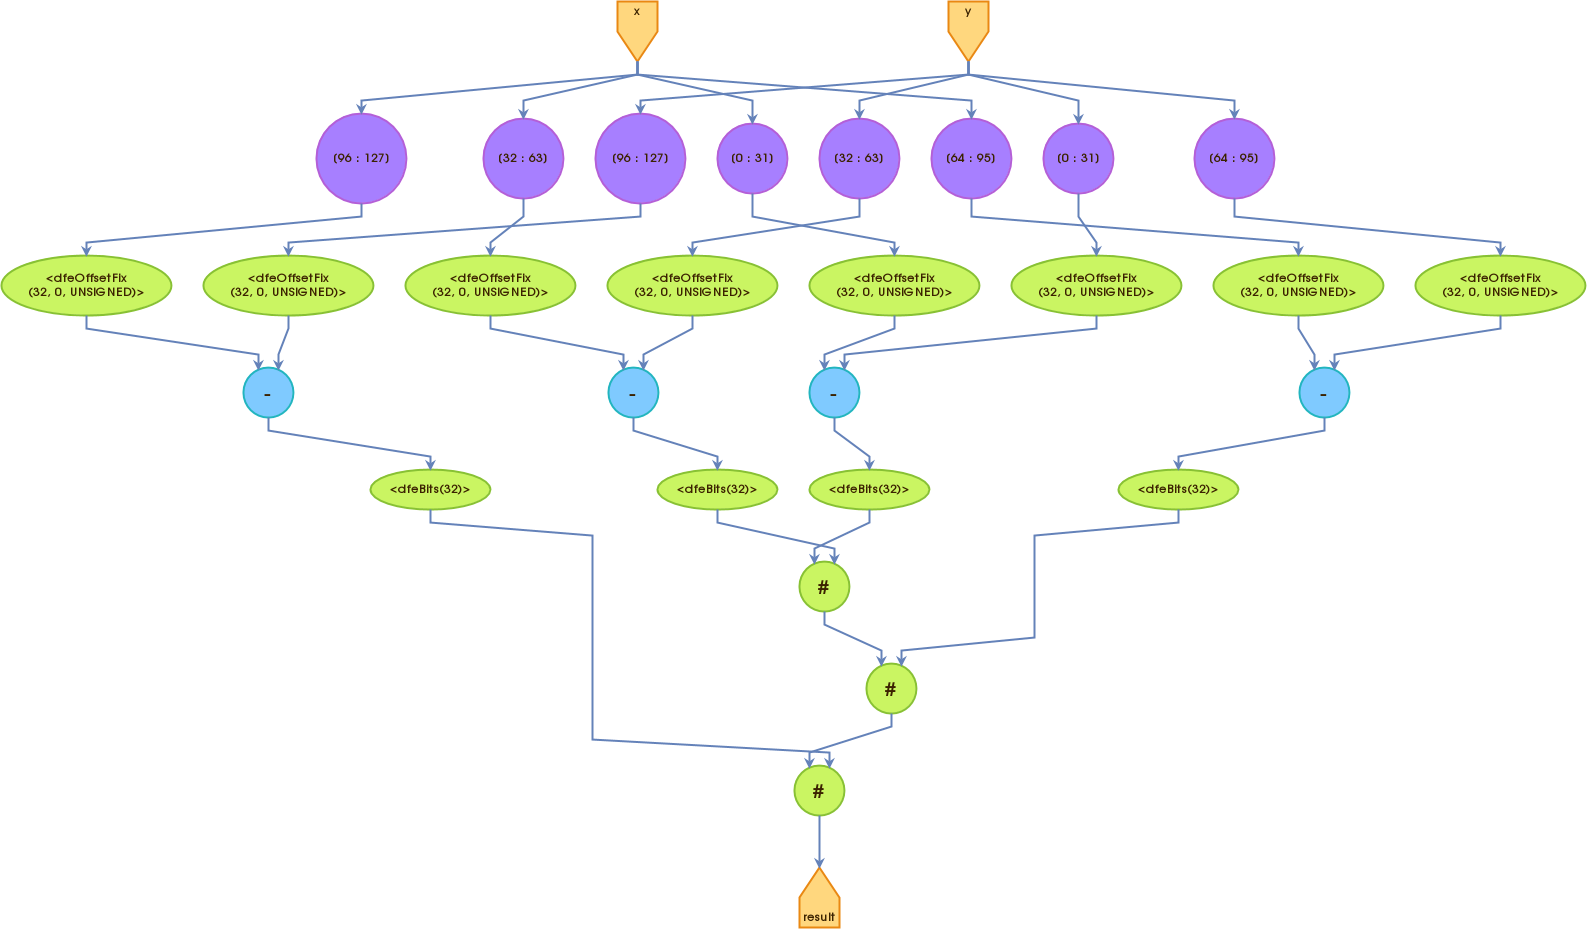 x
y
[96 : 127]
[32 : 63]
[96 : 127]
[0 : 31]
[32 : 63]
[64 : 95]
[0 : 31]
[64 : 95]
<dfeOffsetFix
(32, 0, UNSIGNED)>
<dfeOffsetFix
(32, 0, UNSIGNED)>
<dfeOffsetFix
(32, 0, UNSIGNED)>
<dfeOffsetFix
(32, 0, UNSIGNED)>
<dfeOffsetFix
(32, 0, UNSIGNED)>
<dfeOffsetFix
(32, 0, UNSIGNED)>
<dfeOffsetFix
(32, 0, UNSIGNED)>
<dfeOffsetFix
(32, 0, UNSIGNED)>
-
-
-
-
<dfeBits(32)>
<dfeBits(32)>
<dfeBits(32)>
<dfeBits(32)>
#
#
#
result